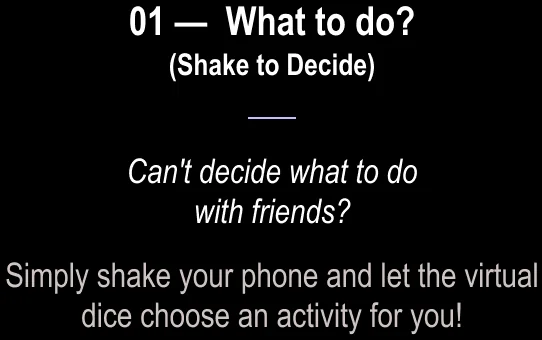 01 — What to do?
(Shake to Decide)
Can't decide what to do
with friends?
Simply shake your phone and let the virtual
dice choose an activity for you!